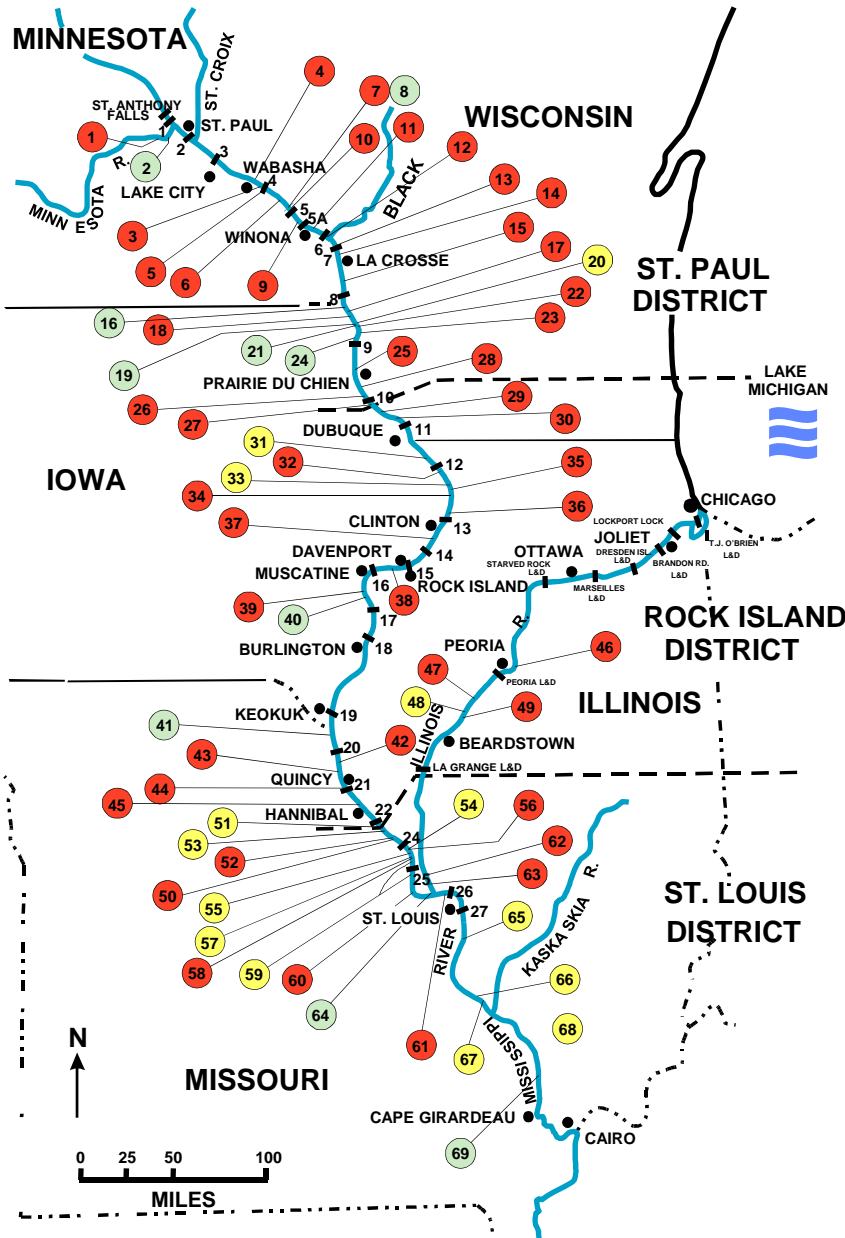 MINNESOTA
ST. CROIX
4
7
8
WISCONSIN
ST. ANTHONY
FALLS
1
1
ST. PAUL
2
2
3
10
11
12
R.
WABASHA
4
LAKE CITY
13
BLACK
MINN ESOTA
14
5
5A
WINONA
3
6
15
7
LA CROSSE
17
20
5
6
9
ST. PAUL
DISTRICT
8
22
16
18
21
24
23
19
9
25
28
PRAIRIE DU CHIEN
LAKE
MICHIGAN
10
26
27
29
30
11
DUBUQUE
31
32
33
12
35
IOWA
34
36
CHICAGO
37
CLINTON
13
LOCKPORT LOCK
JOLIET
T.J. O'BRIEN
L&D
DAVENPORT
14
OTTAWA
DRESDEN ISL.
L&D
BRANDON RD.
L&D
MUSCATINE
16
15
ROCK ISLAND
STARVED ROCK
L&D
MARSEILLES
L&D
39
40
38
17
R.
ROCK ISLAND
DISTRICT
BURLINGTON
18
PEORIA
46
47
PEORIA L&D
48
49
ILLINOIS
KEOKUK
19
ILLINOIS
41
42
43
20
BEARDSTOWN
QUINCY
21
LA GRANGE L&D
44
45
HANNIBAL
22
54
56
51
53
52
24
62
50
25
63
R.
55
26
ST. LOUIS
27
65
ST. LOUIS
DISTRICT
57
58
59
60
RIVER
KASKA SKIA
66
64
61
67
68
MISSISSIPPI
N
MISSOURI
CAPE GIRARDEAU
CAIRO
69
0 25 50 100
MILES